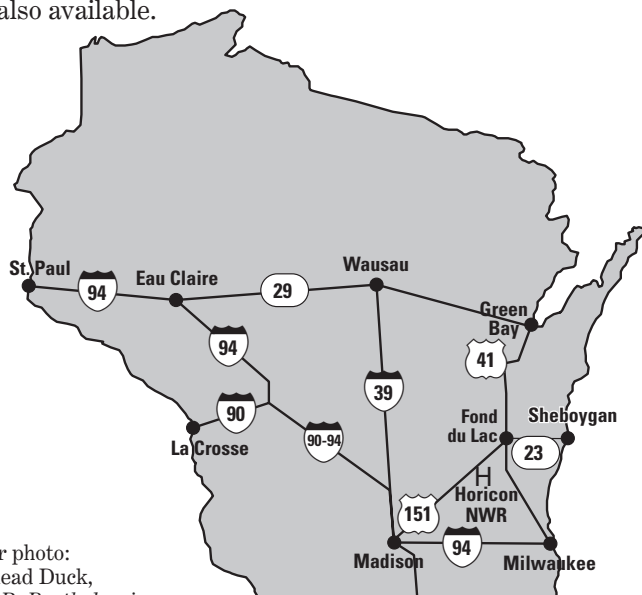 also available.
St. Paul
94
Eau Claire
29
Wausau
Green
Bay
94
41
39
90
La Crosse
90-94
Fond
du Lac
Sheboygan
23
H
Horicon
NWR
151
Madison
94
Milwaukee
r photo:
ead Duck,